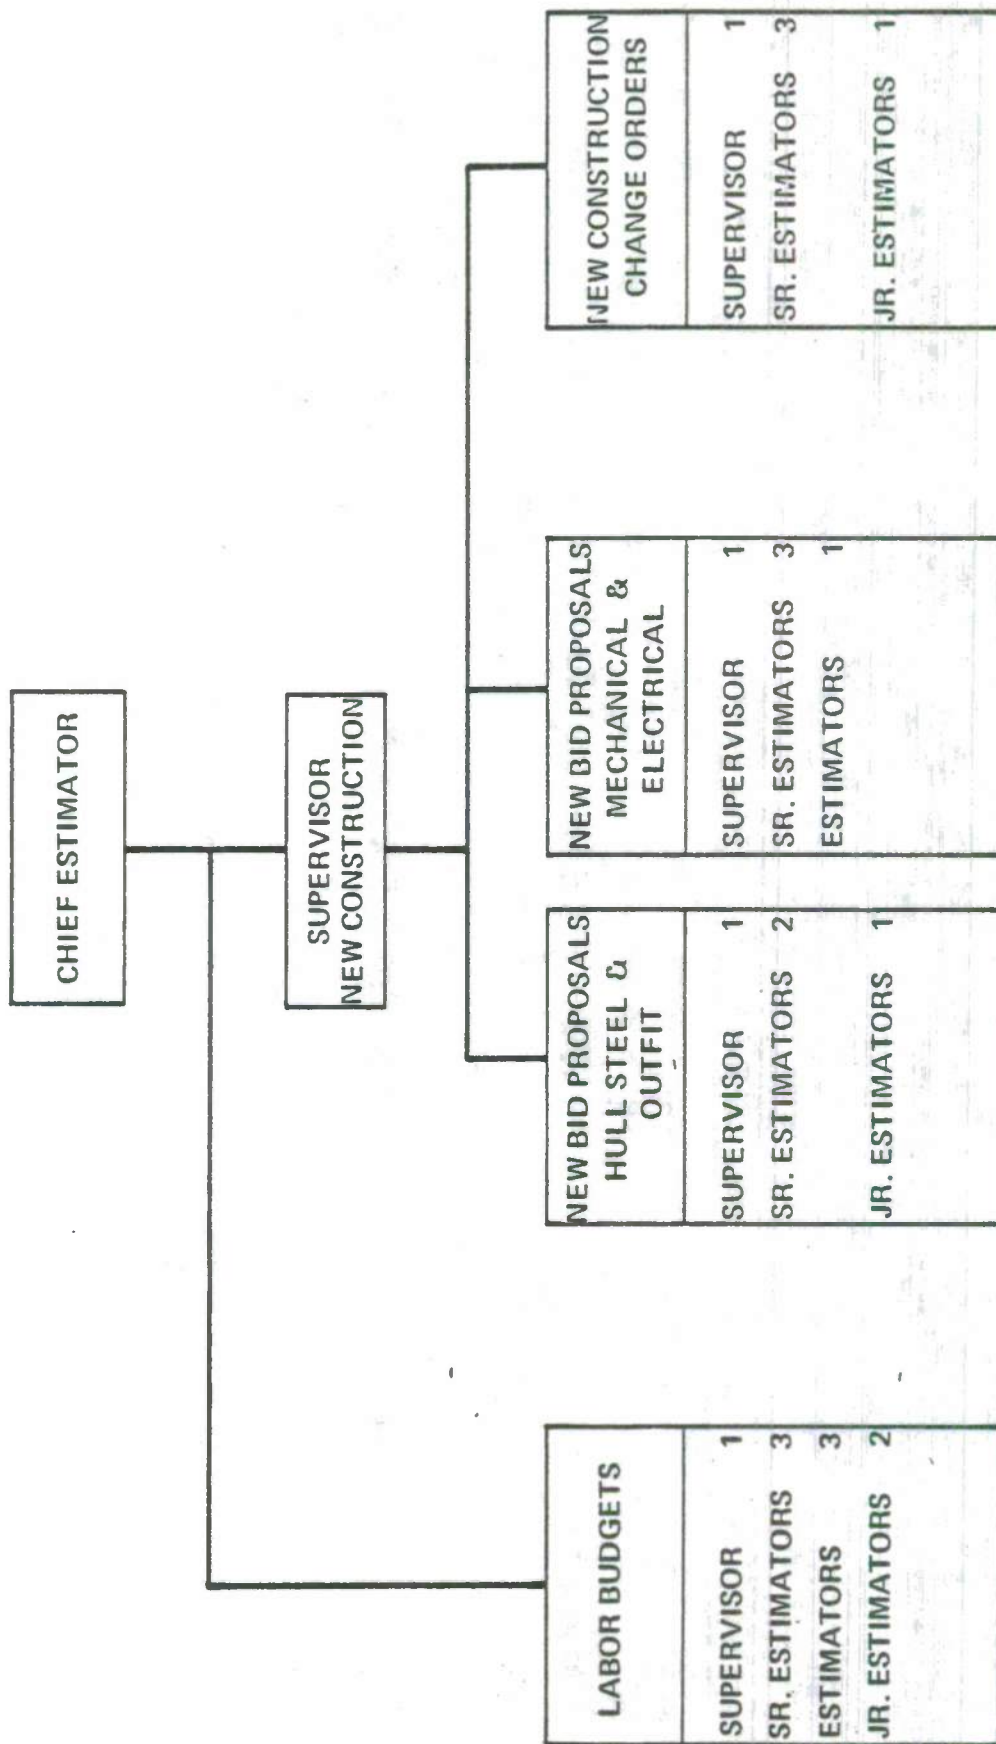 CHIEF ESTIMATOR
SUPERVISOR
NEW CONSTRUCTION
LABOR BUDGETS
SUPERVISOR 1
SR. ESTIMATORS 3
ESTIMATORS 3
JR. ESTIMATORS 2
NEW BID PROPOSALS
HULL STEEL &
OUTFIT
SUPERVISOR 1
SR. ESTIMATORS 2
JR. ESTIMATORS 1
NEW BID PROPOSALS
MECHANICAL &
ELECTRICAL
SUPERVISOR 1
SR. ESTIMATORS 3
ESTIMATORS 1
NEW CONSTRUCTION
CHANGE ORDERS
SUPERVISOR 1
SR. ESTIMATORS 3
JR. ESTIMATORS 1